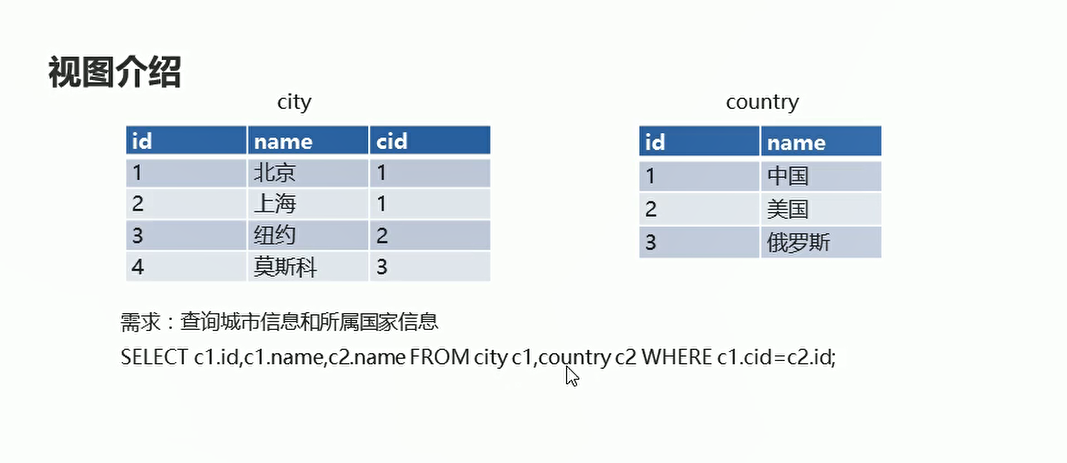 视图介绍
city
id name cid
1 北京 1
2 上海 1
3 纽约 2
4 莫斯科 3
country
id name
1 中国
2 美国
3 俄罗斯
需求：查询城市信息和所属国家信息
SELECT c1.id,c1.name,c2.name FROM city c1,country c2 WHERE c1.cid=c2.id;